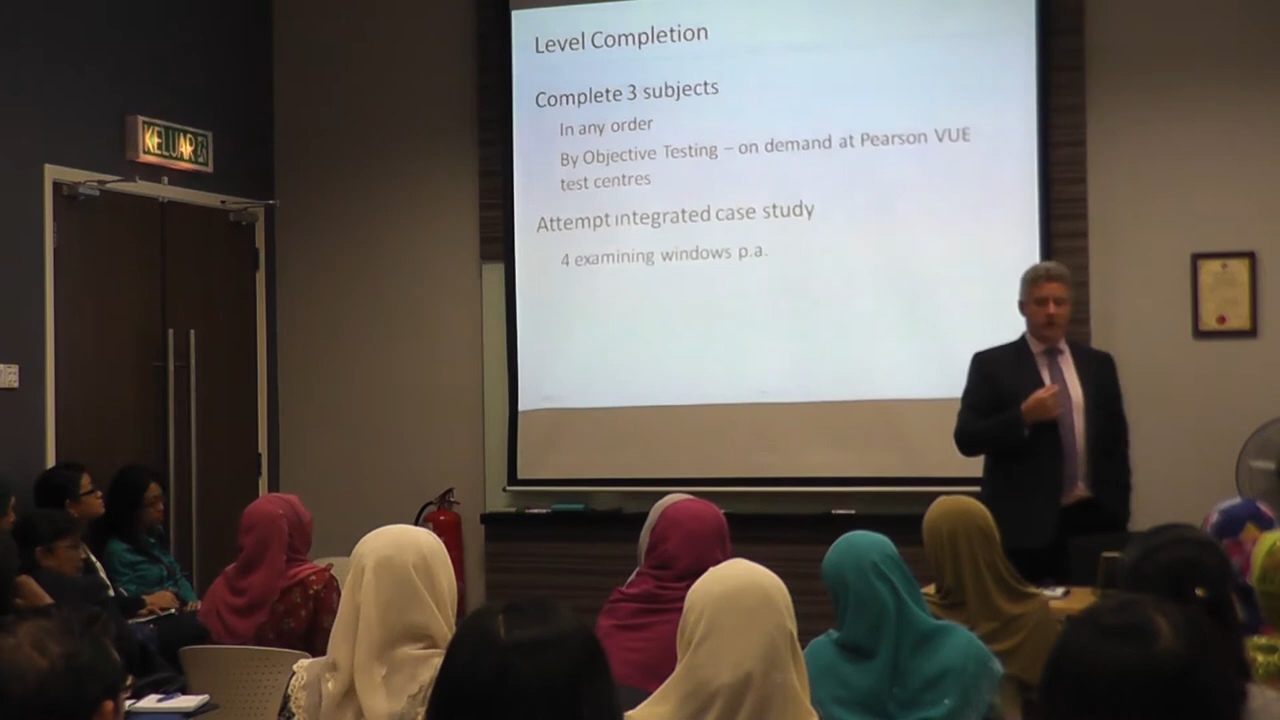 KELUAR
Level Completion
Complete 3 subjects
In any order
By Objective Testing – on demand at Pearson VUE
test centres
Attempt integrated case study
4 examining windows p.a.